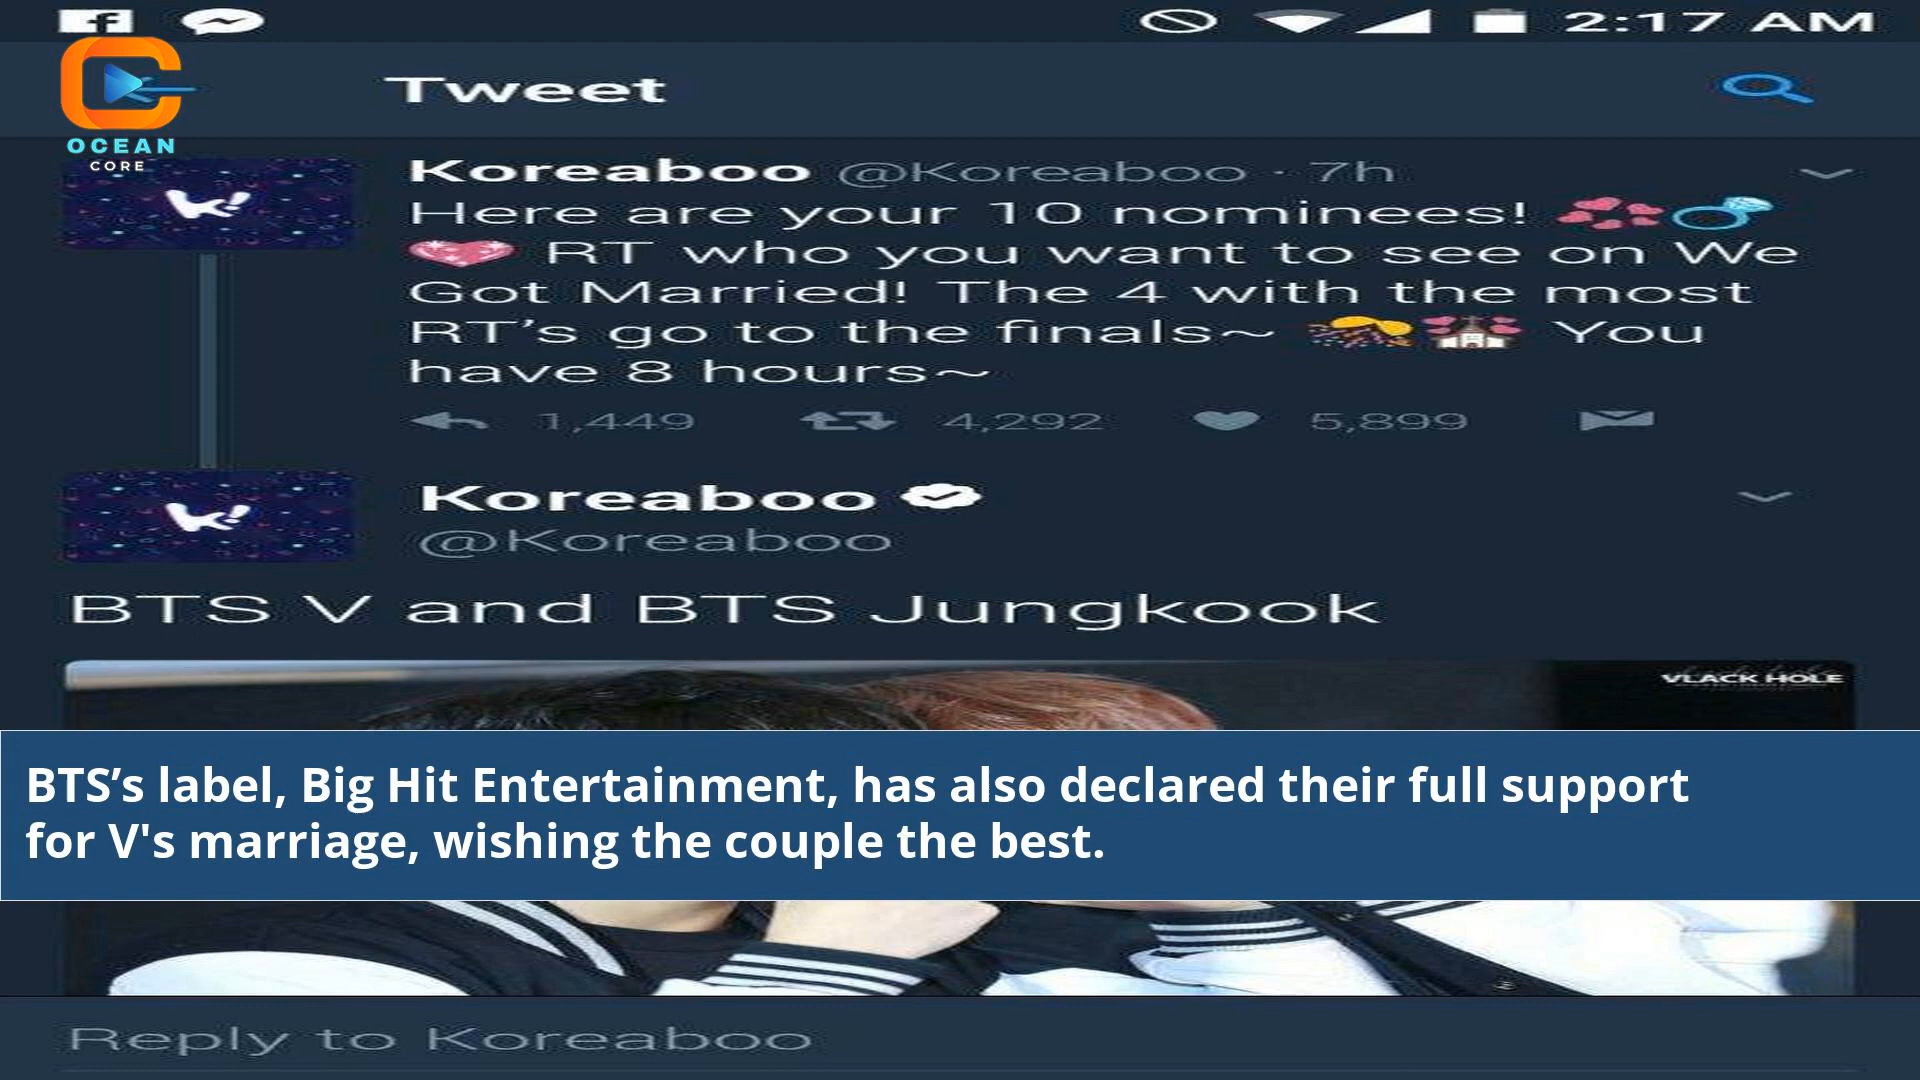 2:17 AM
Tweet
OCEAN
CORE
Koreaboo @Koreaboo · 7h
Here are your 10 nominees! 💞💍
💖 RT who you want to see on We
Got Married! The 4 with the most
RT’s go to the finals~ 🎊💒 You
have 8 hours~
1,449 4,292 5,899
Koreaboo
@Koreaboo
BTS V and BTS Jungkook
VLACK HOLE
BTS’s label, Big Hit Entertainment, has also declared their full support
for V's marriage, wishing the couple the best.
Reply to Koreaboo